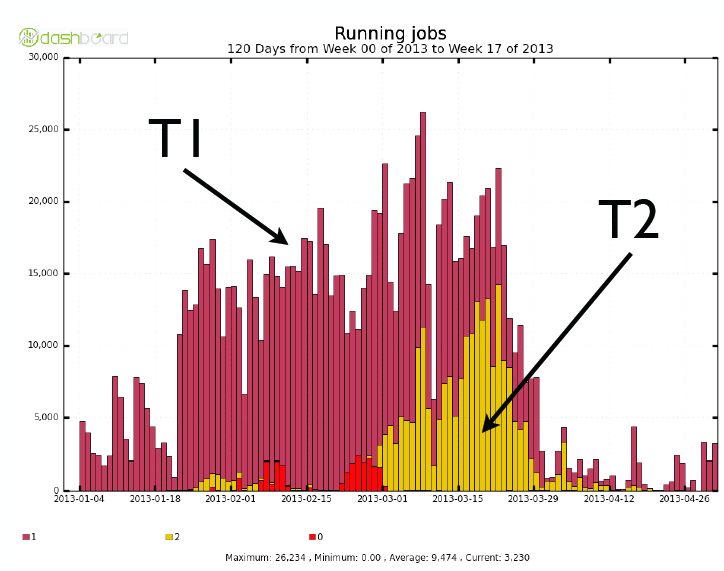 dashboard
Running jobs
120 Days from Week 00 of 2013 to Week 17 of 2013
30,000
25,000
20,000
15,000
10,000
5,000
0
T1
T2
2013-01-04 2013-01-18 2013-02-01 2013-02-15 2013-03-01 2013-03-15 2013-03-29 2013-04-12 2013-04-26
1 2 0
Maximum: 26,234 , Minimum: 0.00 , Average: 9,474 , Current: 3,230